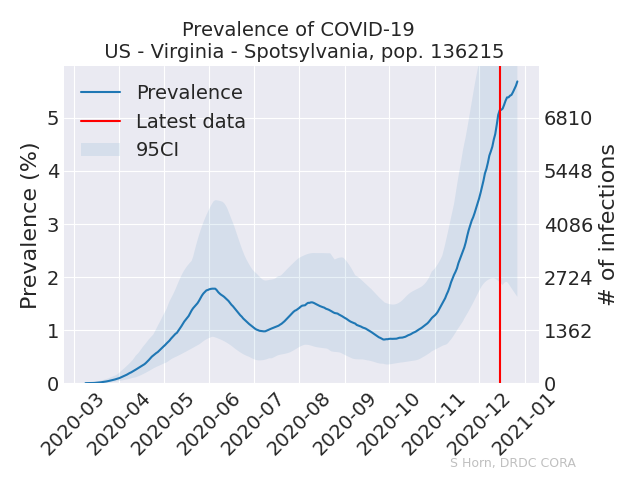 Prevalence of COVID-19
US - Virginia - Spotsylvania, pop. 136215
Prevalence
Latest data
95CI
Prevalence (%)
5
4
3
2
1
0
6810
5448
4086
2724
1362
0
# of infections
2020-03
2020-04
2020-05
2020-06
2020-07
2020-08
2020-09
2020-10
2020-11
2020-12
2021-01
S Horn, DRDC CORA